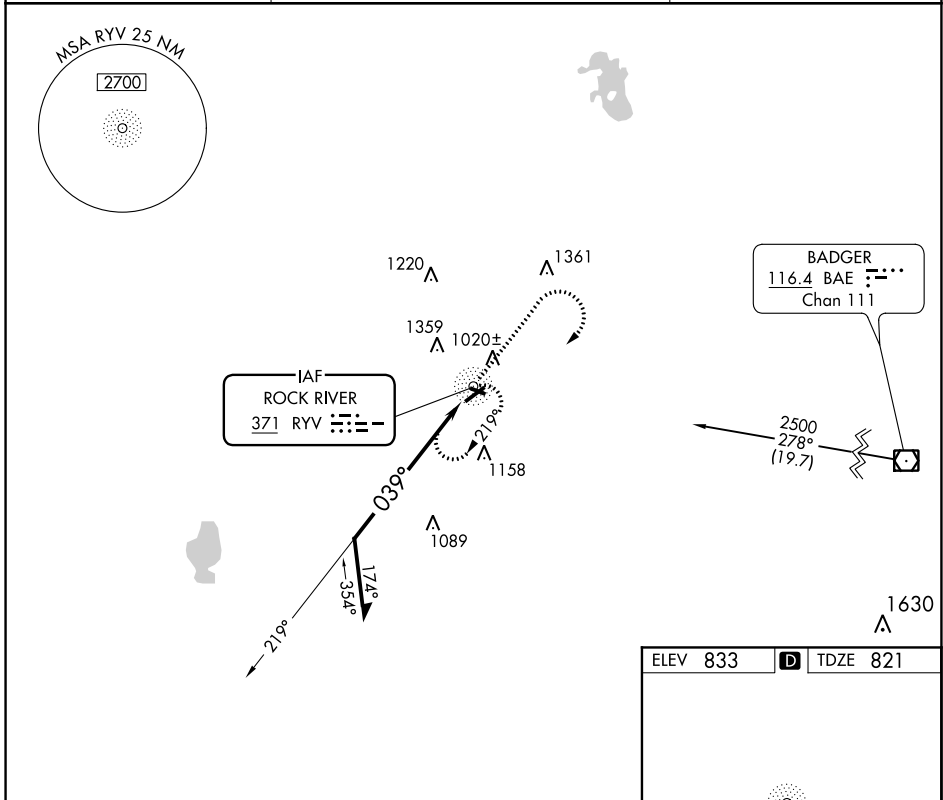 MSA RYV 25 NM
2700
1220
1361
BADGER
116.4 BAE
Chan 111
1359
1020±
IAF
ROCK RIVER
371 RYV
219°
2500
278°
(19.7)
1158
039°
1089
174°
354°
219°
1630
ELEV 833 D TDZE 821